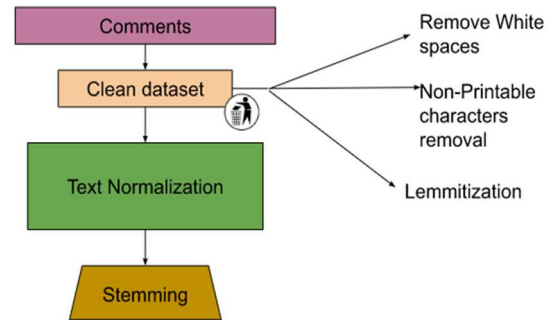 Comments
Clean dataset
Text Normalization
Stemming
Remove White
spaces
Non-Printable
characters
removal
Lemmitization